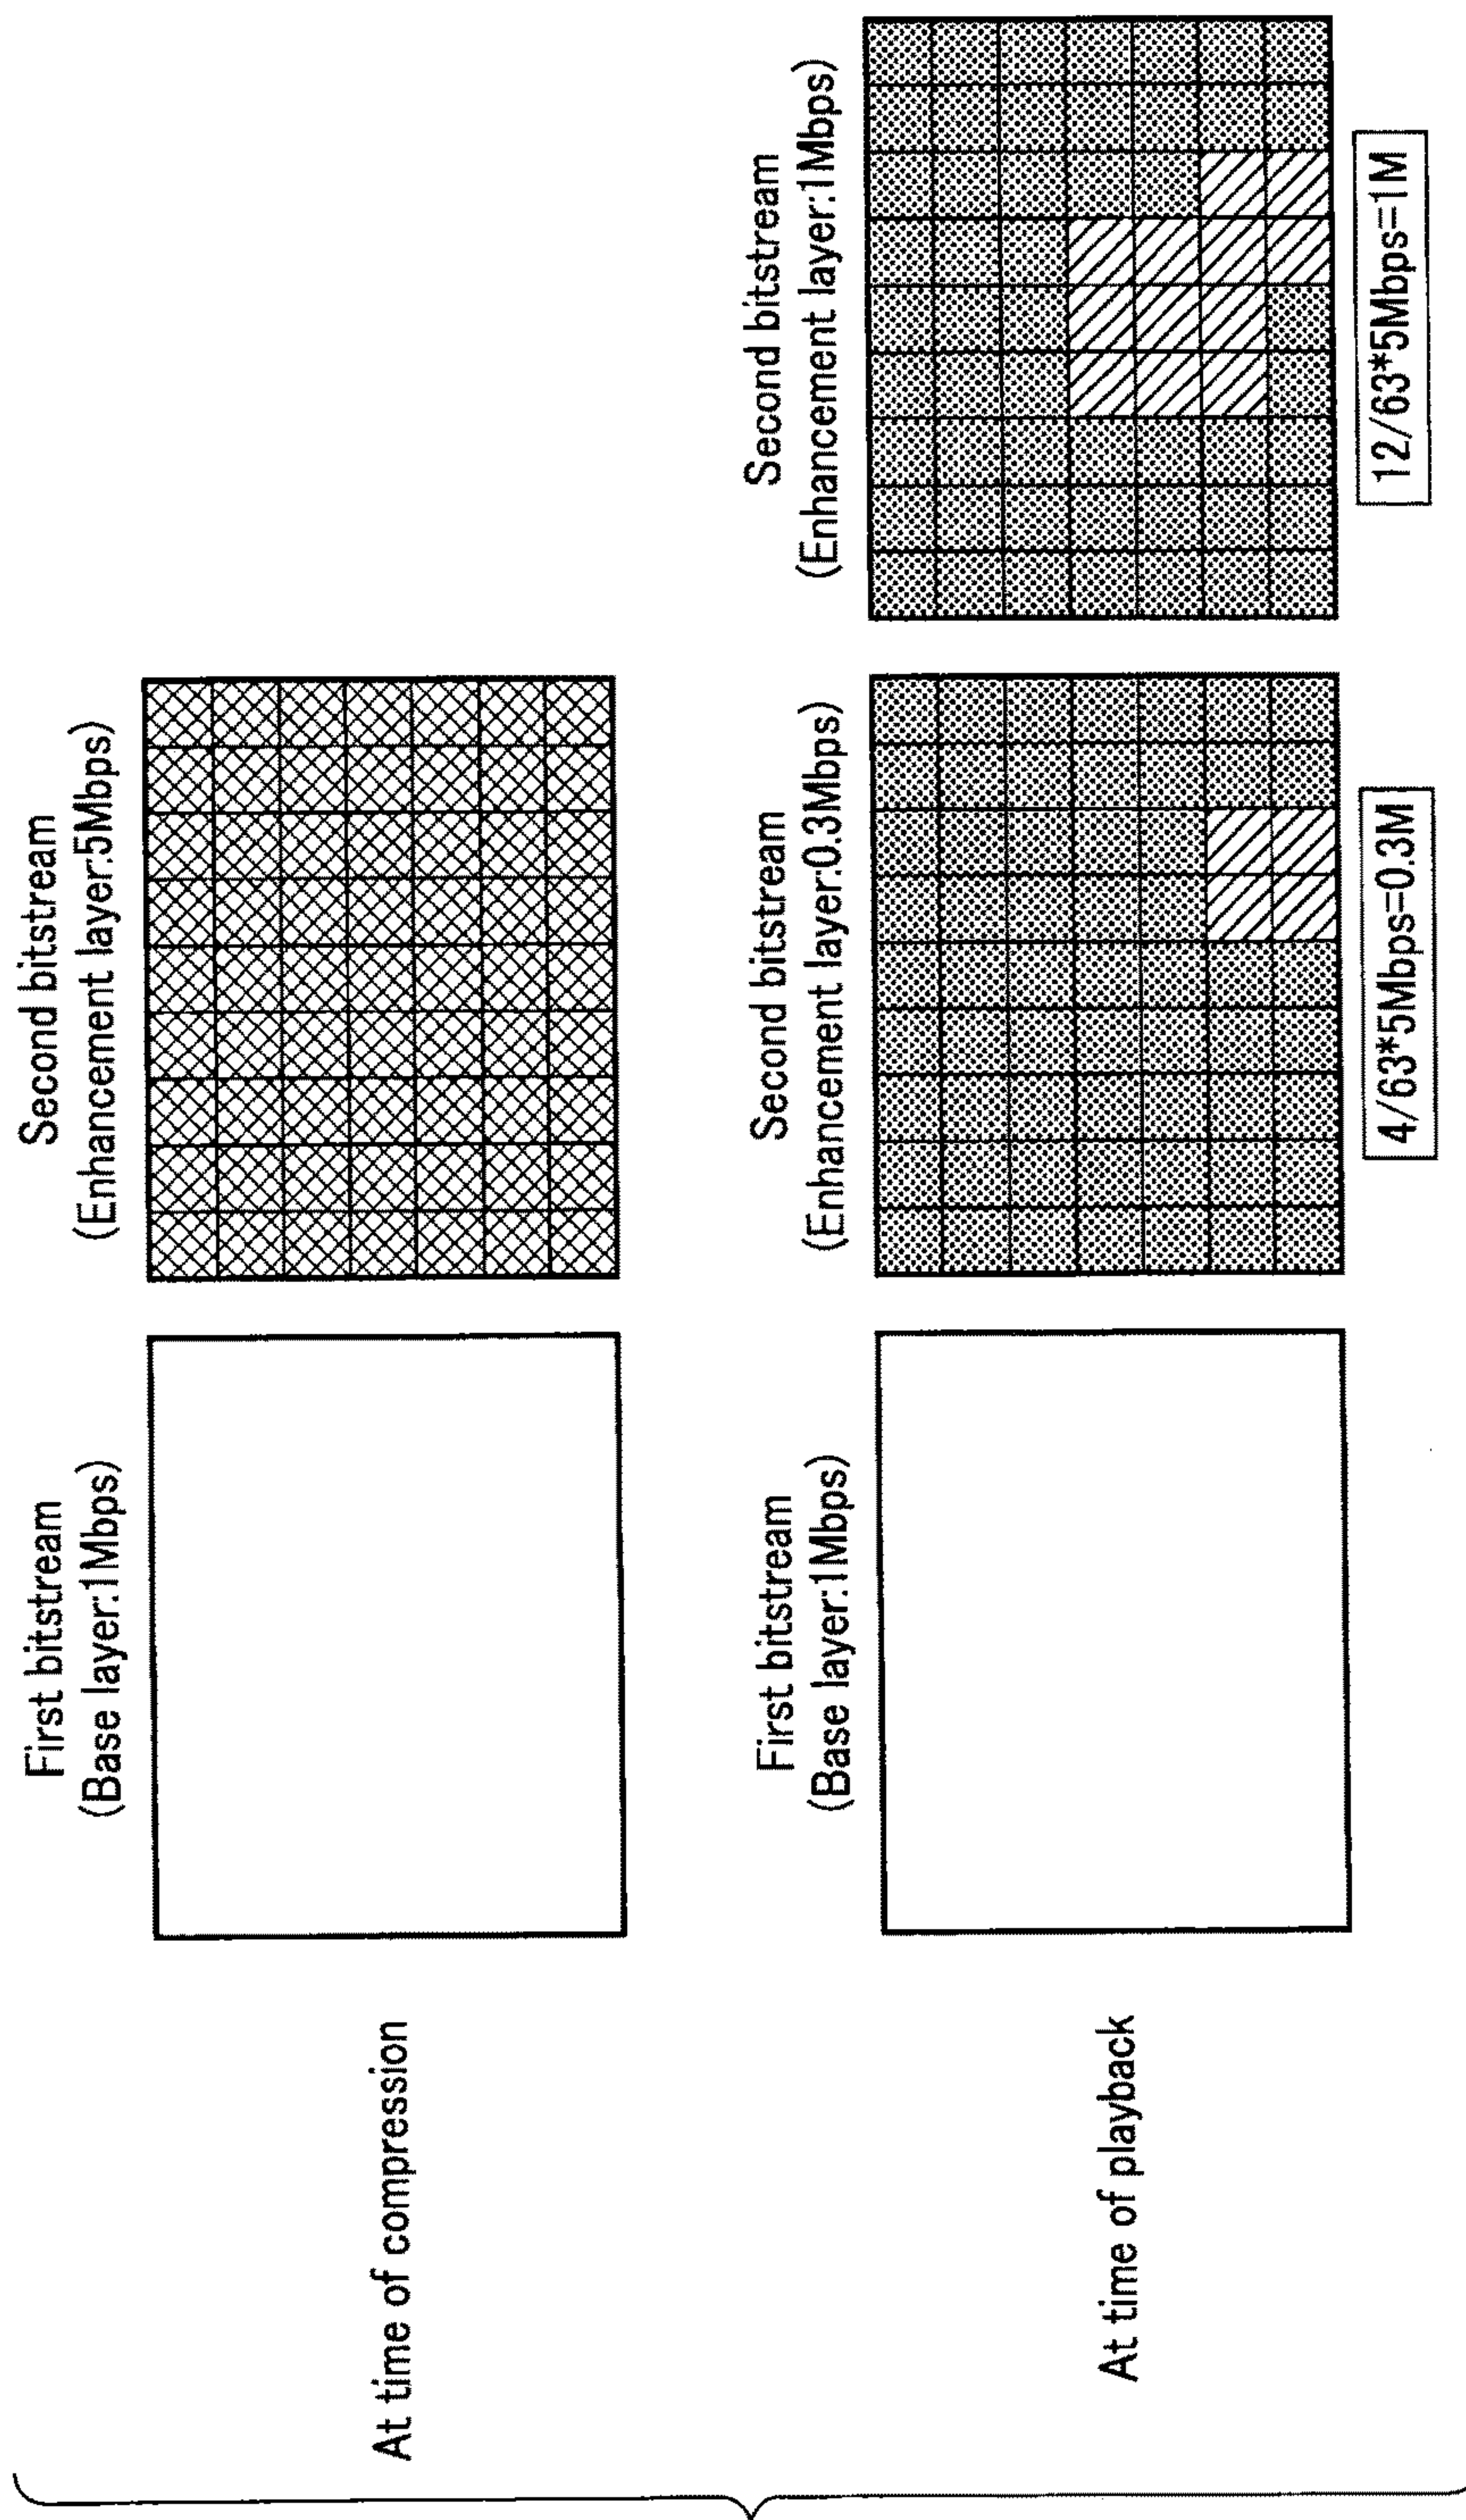 At time of compression
First bitstream
(Base layer:1Mbps)
Second bitstream
(Enhancement layer:5Mbps)
At time of playback
First bitstream
(Base layer:1Mbps)
Second bitstream
(Enhancement layer:0.3Mbps)
4/63*5Mbps=0.3M
Second bitstream
(Enhancement layer:1Mbps)
12/63*5Mbps=1M